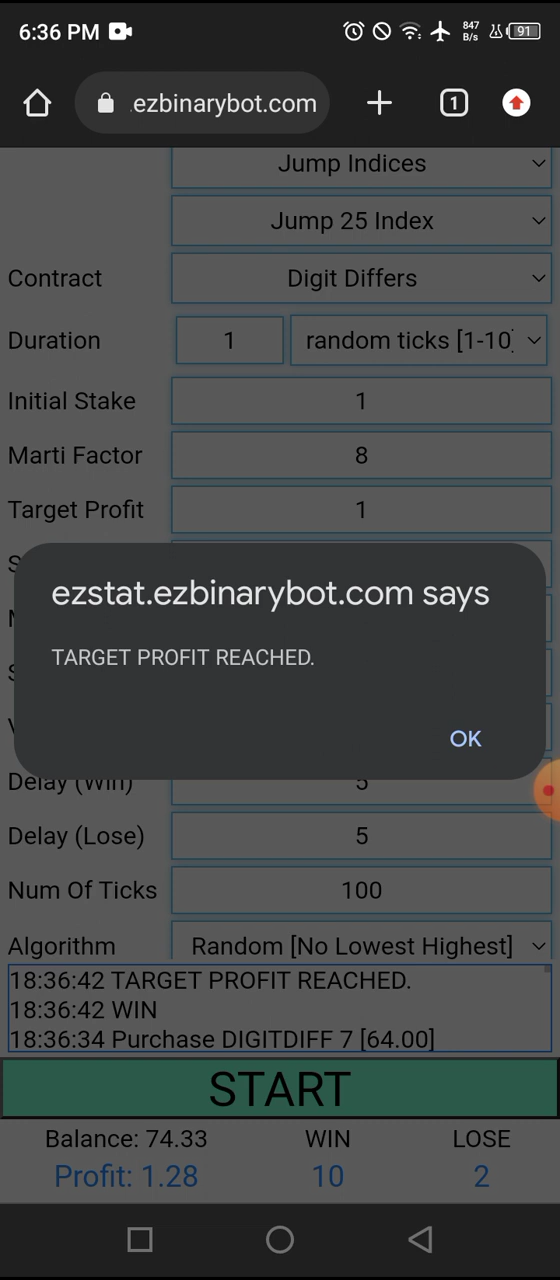 6:36 PM
847
B/s
91
.ezbinarybot.com
1
Jump Indices
Jump 25 Index
Contract Digit Differs
Duration 1 random ticks [1-10]
Initial Stake 1
Marti Factor 8
Target Profit 1
S
ezstat.ezbinarybot.com says
TARGET PROFIT REACHED.
OK
Delay (Win) 5
Delay (Lose) 5
Num Of Ticks 100
Algorithm Random [No Lowest Highest]
18:36:42 TARGET PROFIT REACHED.
18:36:42 WIN
18:36:34 Purchase DIGITDIFF 7 [64.00]
START
Balance: 74.33 WIN LOSE
Profit: 1.28 10 2